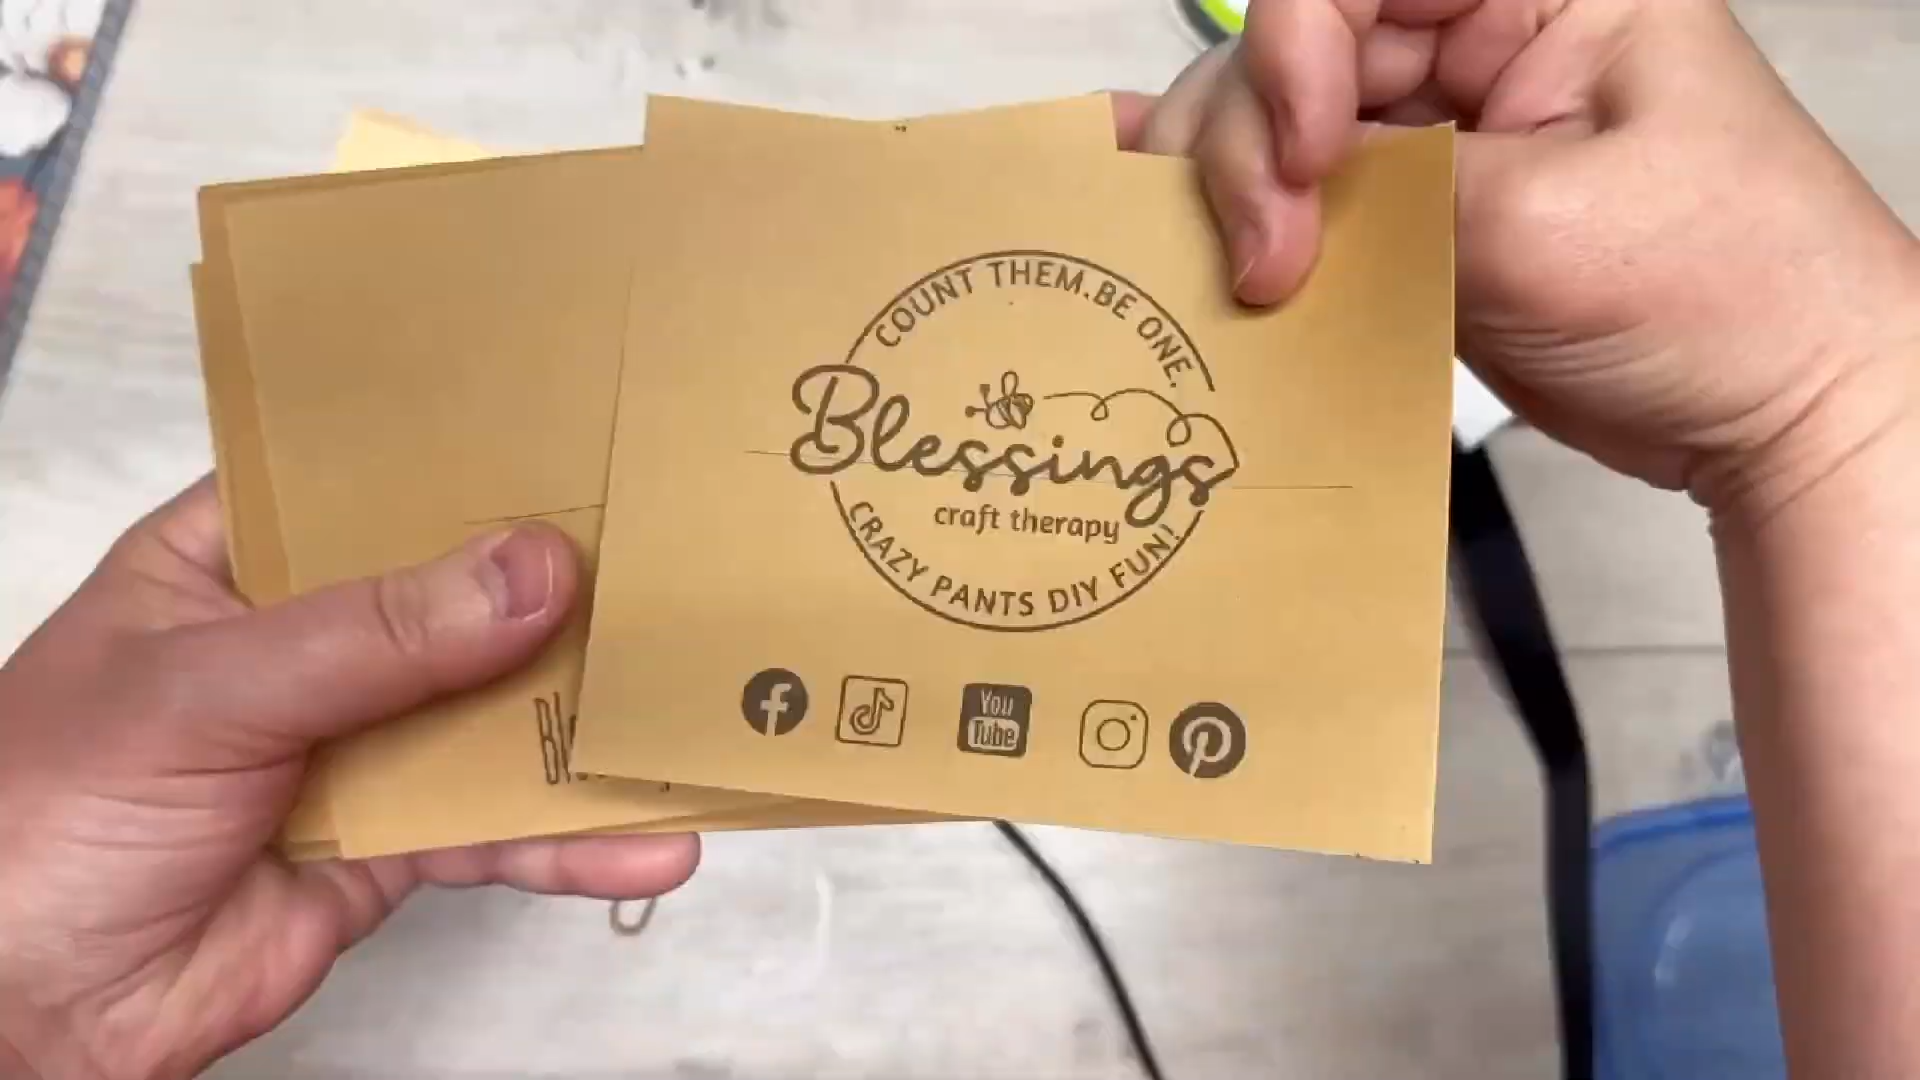 COUNT THEM.BE ONE.
Blessings
craft therapy
CRAZY PANTS DIY FUN!
You
Tube